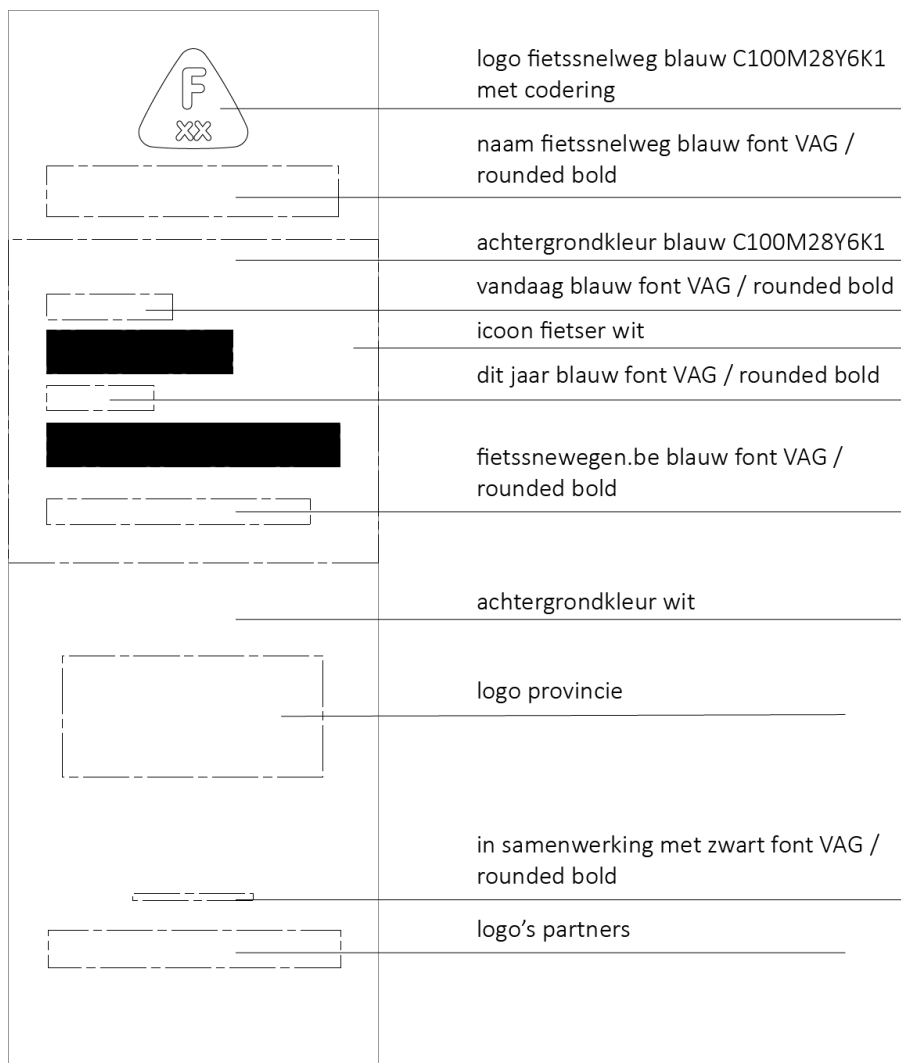 F
xx
logo fietssnelweg blauw C100M28Y6K1
met codering
naam fietssnelweg blauw font VAG /
rounded bold
achtergrondkleur blauw C100M28Y6K1
vandaag blauw font VAG / rounded bold
icoon fietser wit
dit jaar blauw font VAG / rounded bold
fietssnewegen.be blauw font VAG /
rounded bold
achtergrondkleur wit
logo provincie
in samenwerking met zwart font VAG /
rounded bold
logo’s partners